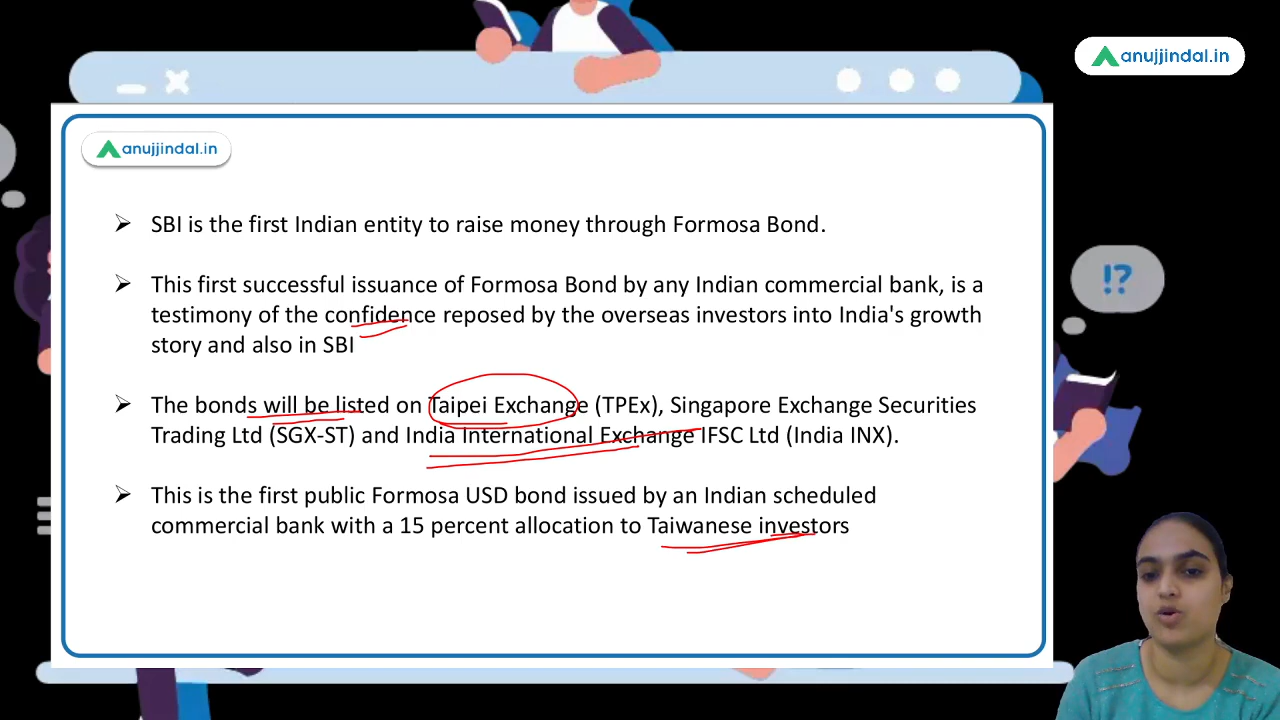 anujjindal.in
anujjindal.in
SBI is the first Indian entity to raise money through Formosa Bond.
This first successful issuance of Formosa Bond by any Indian commercial bank, is a
testimony of the confidence reposed by the overseas investors into India's growth
story and also in SBI
The bonds will be listed on Taipei Exchange (TPEx), Singapore Exchange Securities
Trading Ltd (SGX-ST) and India International Exchange IFSC Ltd (India INX).
This is the first public Formosa USD bond issued by an Indian scheduled
commercial bank with a 15 percent allocation to Taiwanese investors
!?